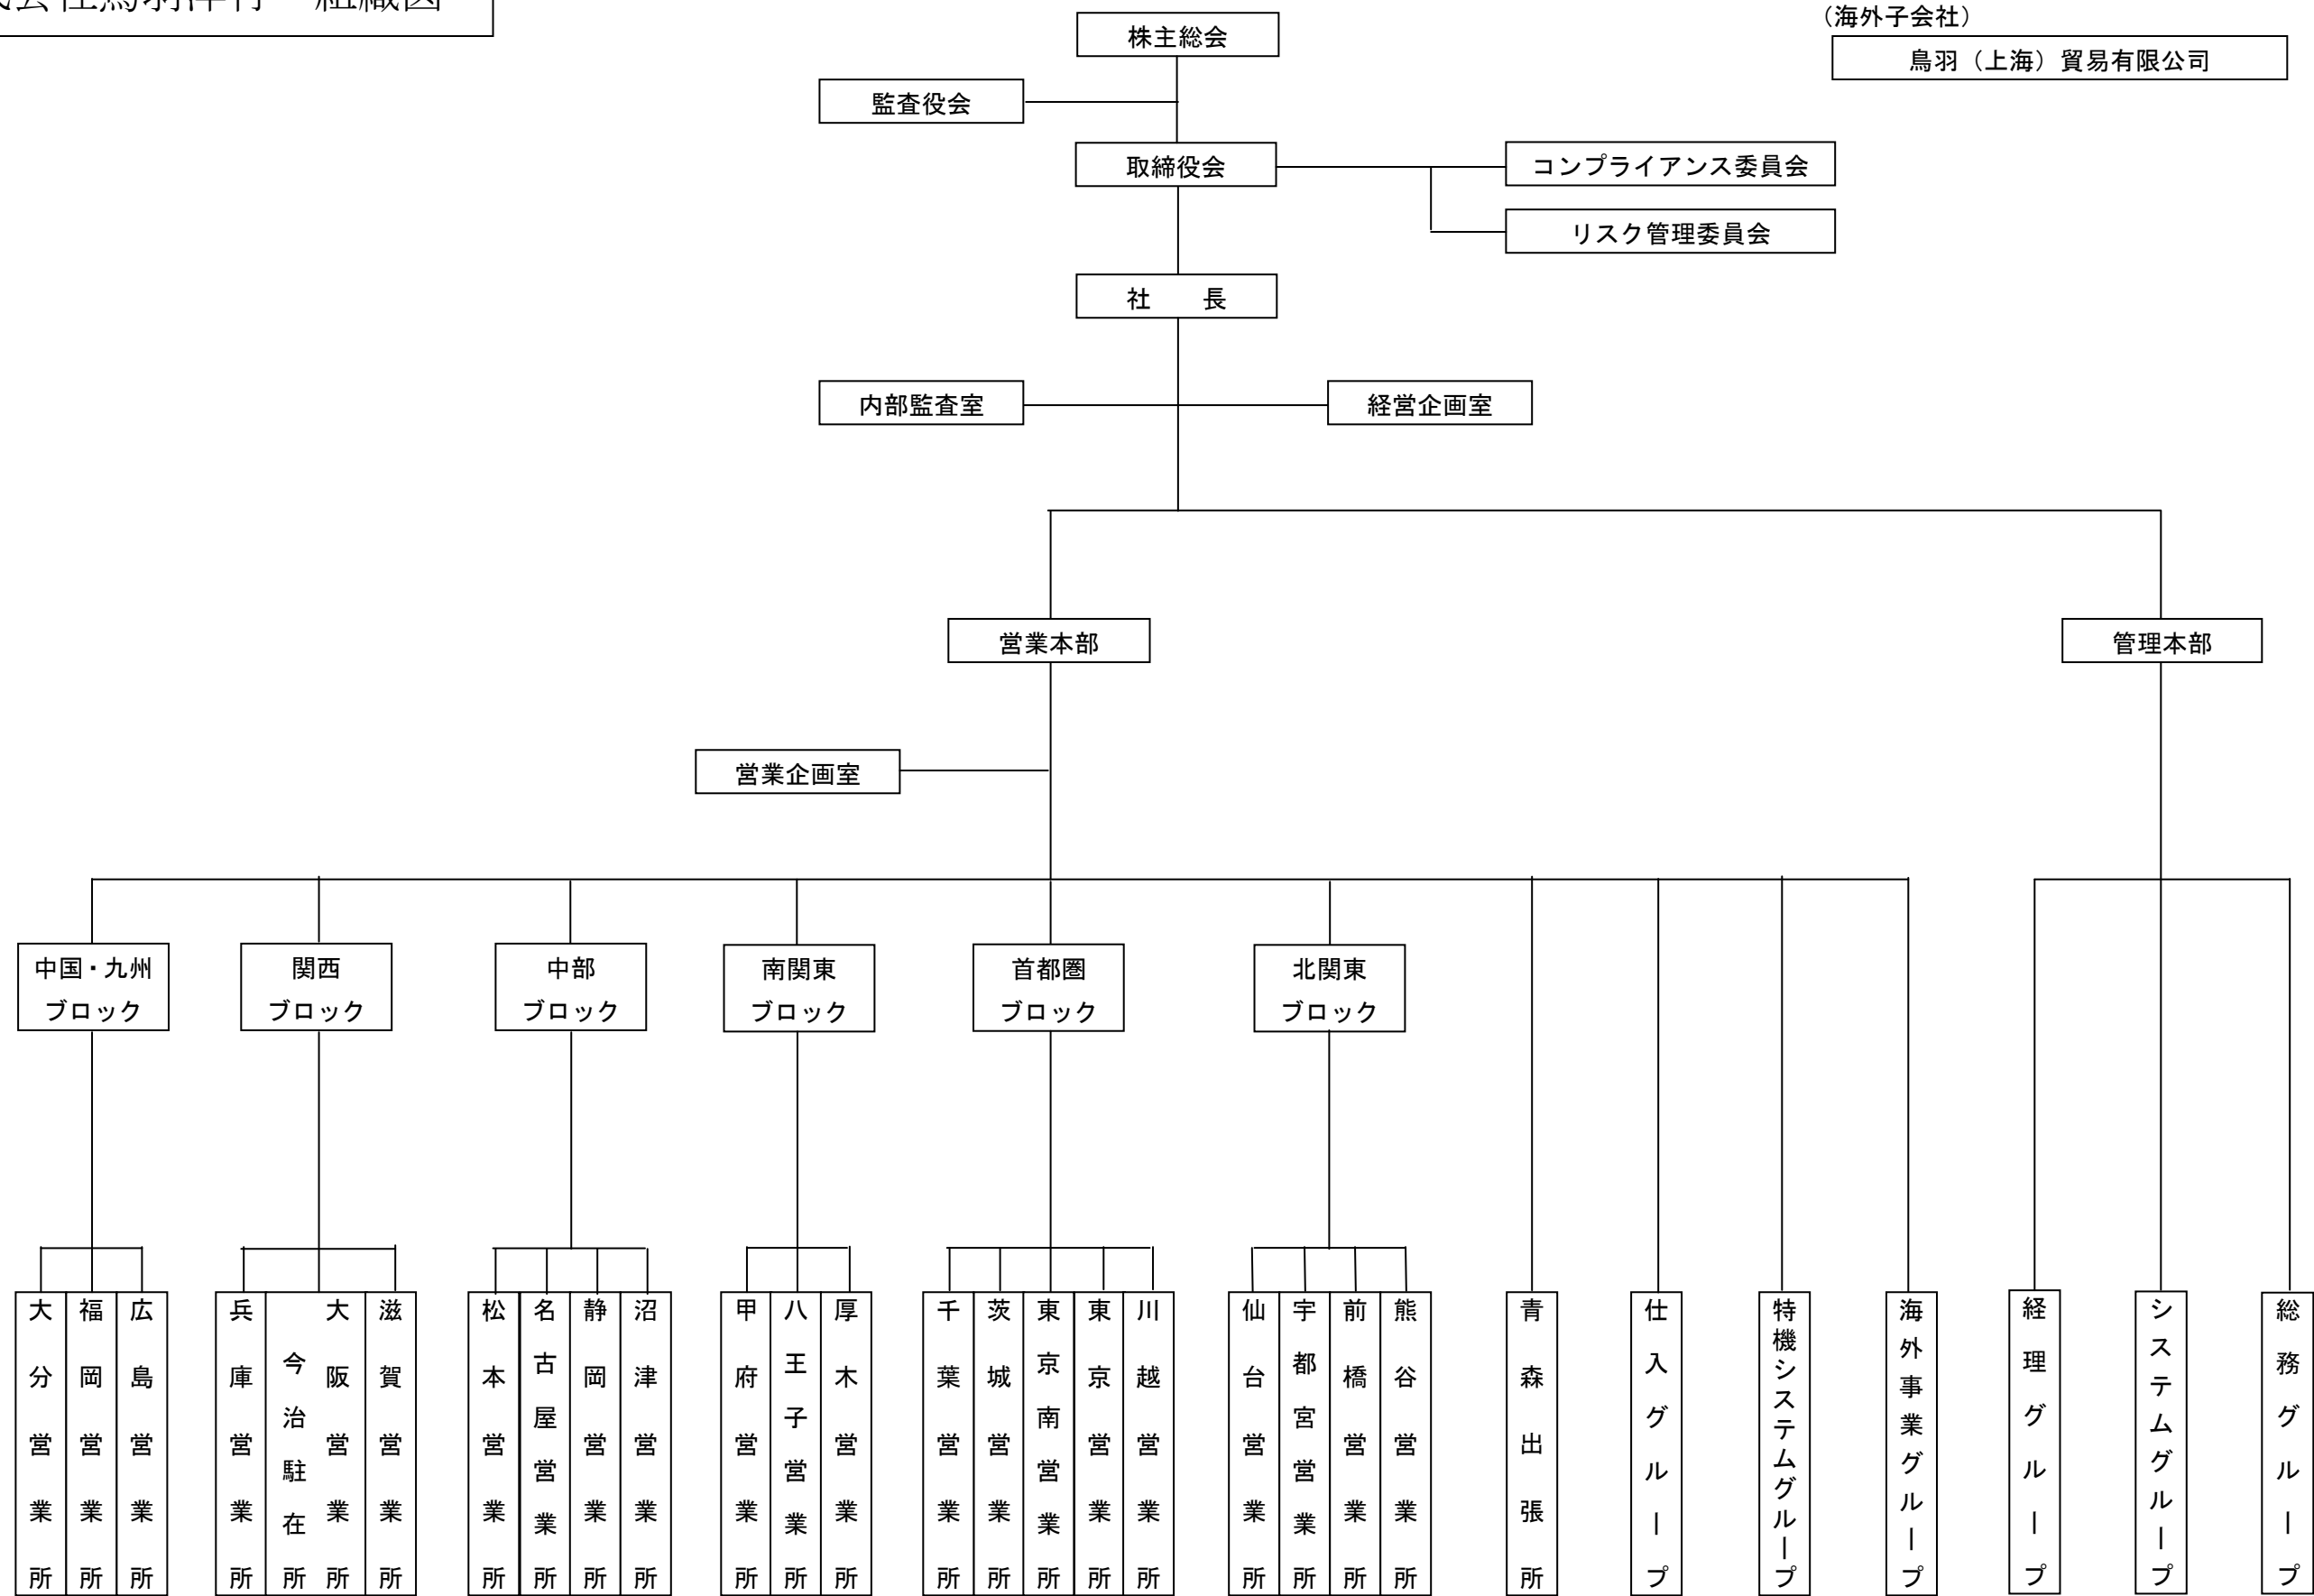 会社鳥羽洋行 組織図
(海外子会社)
鳥羽(上海)貿易有限公司
株主総会
監査役会
取締役会
コンプライアンス委員会
リスク管理委員会
社 長
内部監査室
経営企画室
営業本部
管理本部
営業企画室
中国・九州
ブロック
関西
ブロック
中部
ブロック
南関東
ブロック
首都圏
ブロック
北関東
ブロック
大分営業所
福岡営業所
広島営業所
兵庫営業所
今治駐在所
大阪営業所
滋賀営業所
松本営業所
名古屋営業所
静岡営業所
沼津営業所
甲府営業所
八王子営業所
厚木営業所
千葉営業所
茨城営業所
東京南営業所
東京営業所
川越営業所
仙台営業所
宇都宮営業所
前橋営業所
熊谷営業所
青森出張所
仕入グループ
特機システムグループ
海外事業グループ
経理グループ
システムグループ
総務グループ